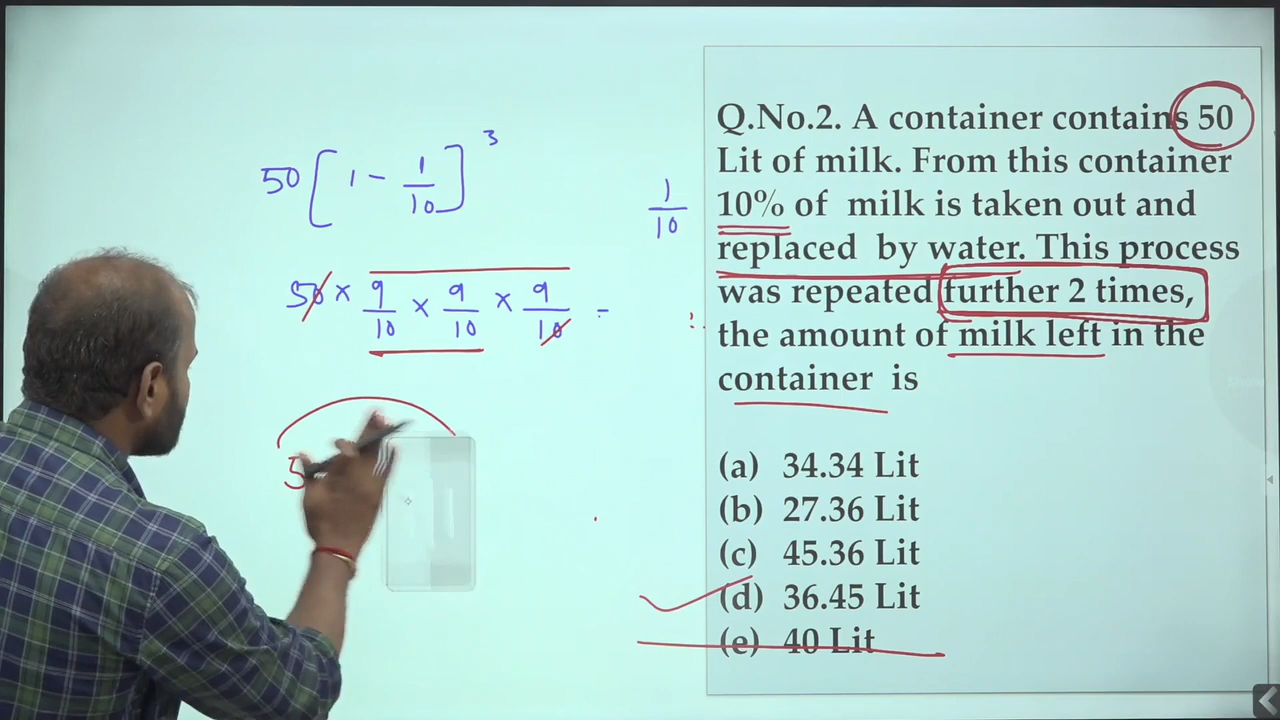 50 [ 1 - 1/10 ]³
1/10
50 × 9/10 × 9/10 × 9/10 =
5
Q.No.2. A container contains 50
Lit of milk. From this container
10% of milk is taken out and
replaced by water. This process
was repeated further 2 times,
the amount of milk left in the
container is
(a) 34.34 Lit
(b) 27.36 Lit
(c) 45.36 Lit
(d) 36.45 Lit
(e) 40 Lit